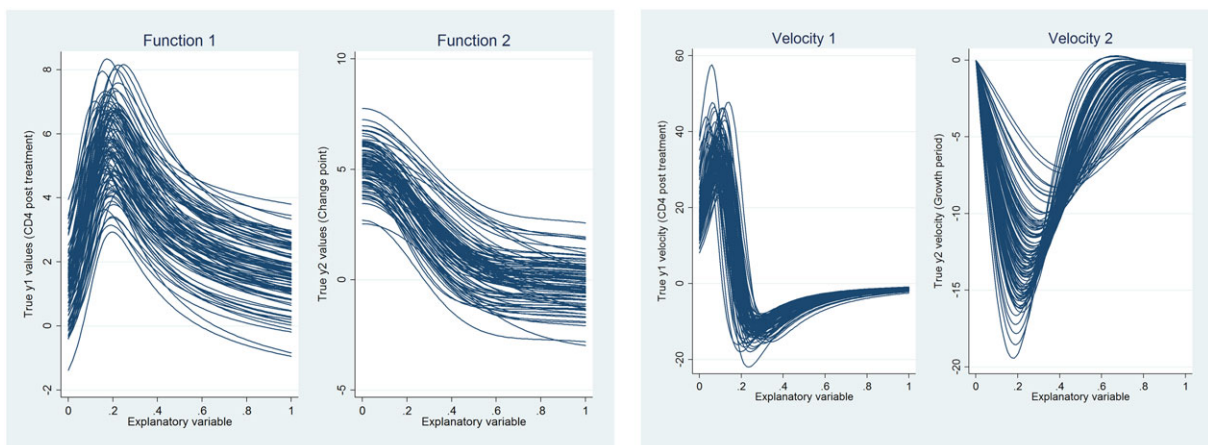 Function 1
True y1 values (CD4 post treatment)
8
6
4
2
0
-2
0 .2 .4 .6 .8 1
Explanatory variable
Function 2
True y2 values (Change point)
10
5
0
-5
0 .2 .4 .6 .8 1
Explanatory variable
Velocity 1
True y1 velocity (CD4 post treatment)
60
40
20
0
-20
0 .2 .4 .6 .8 1
Explanatory variable
Velocity 2
True y2 velocity (Growth period)
0
-5
-10
-15
-20
0 .2 .4 .6 .8 1
Explanatory variable